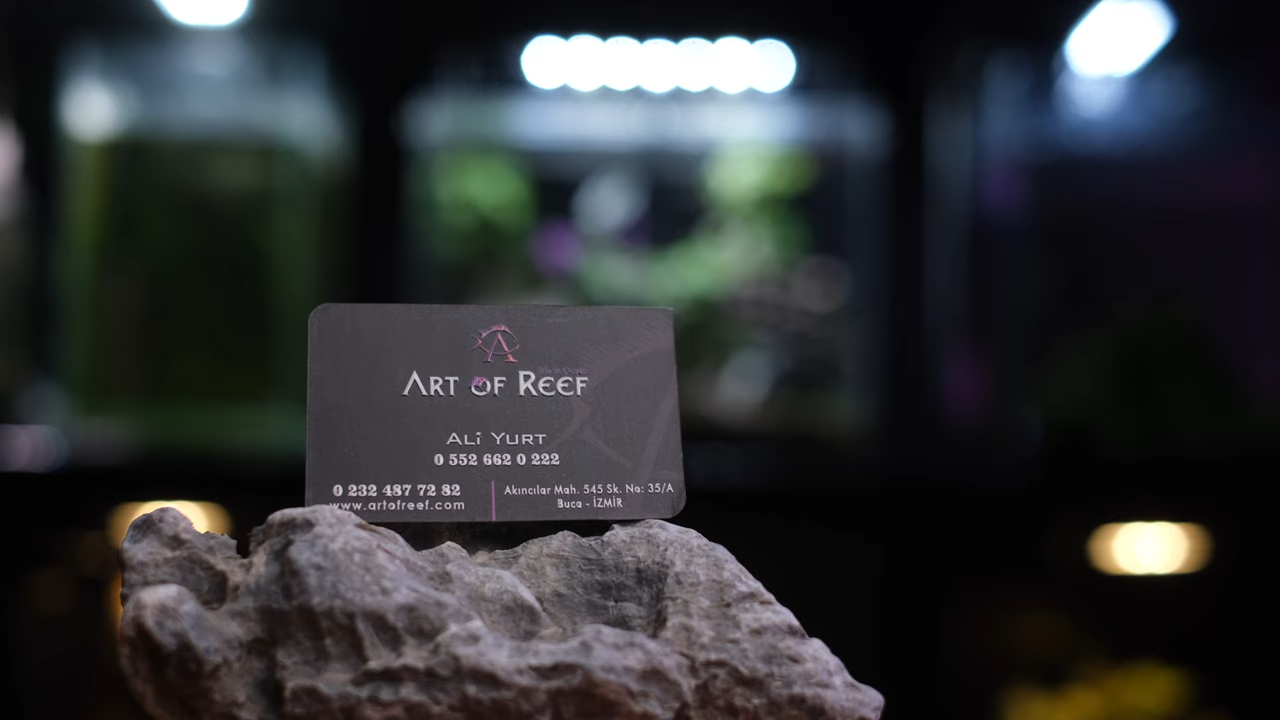 ART OF REEF
ALİ YURT
0 552 662 0 222
0 232 487 72 82
www.artofreef.com
Akıncılar Mah. 545 Sk. No: 35/A
Buca - İZMİR